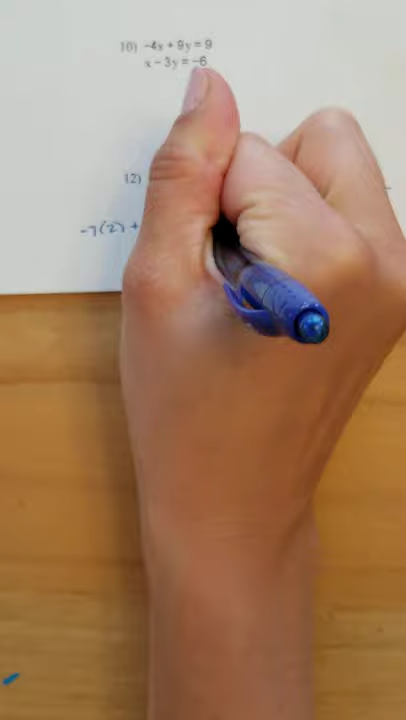 10) -4x + 9y = 9
x - 3y = -6
12)
-7(2) +